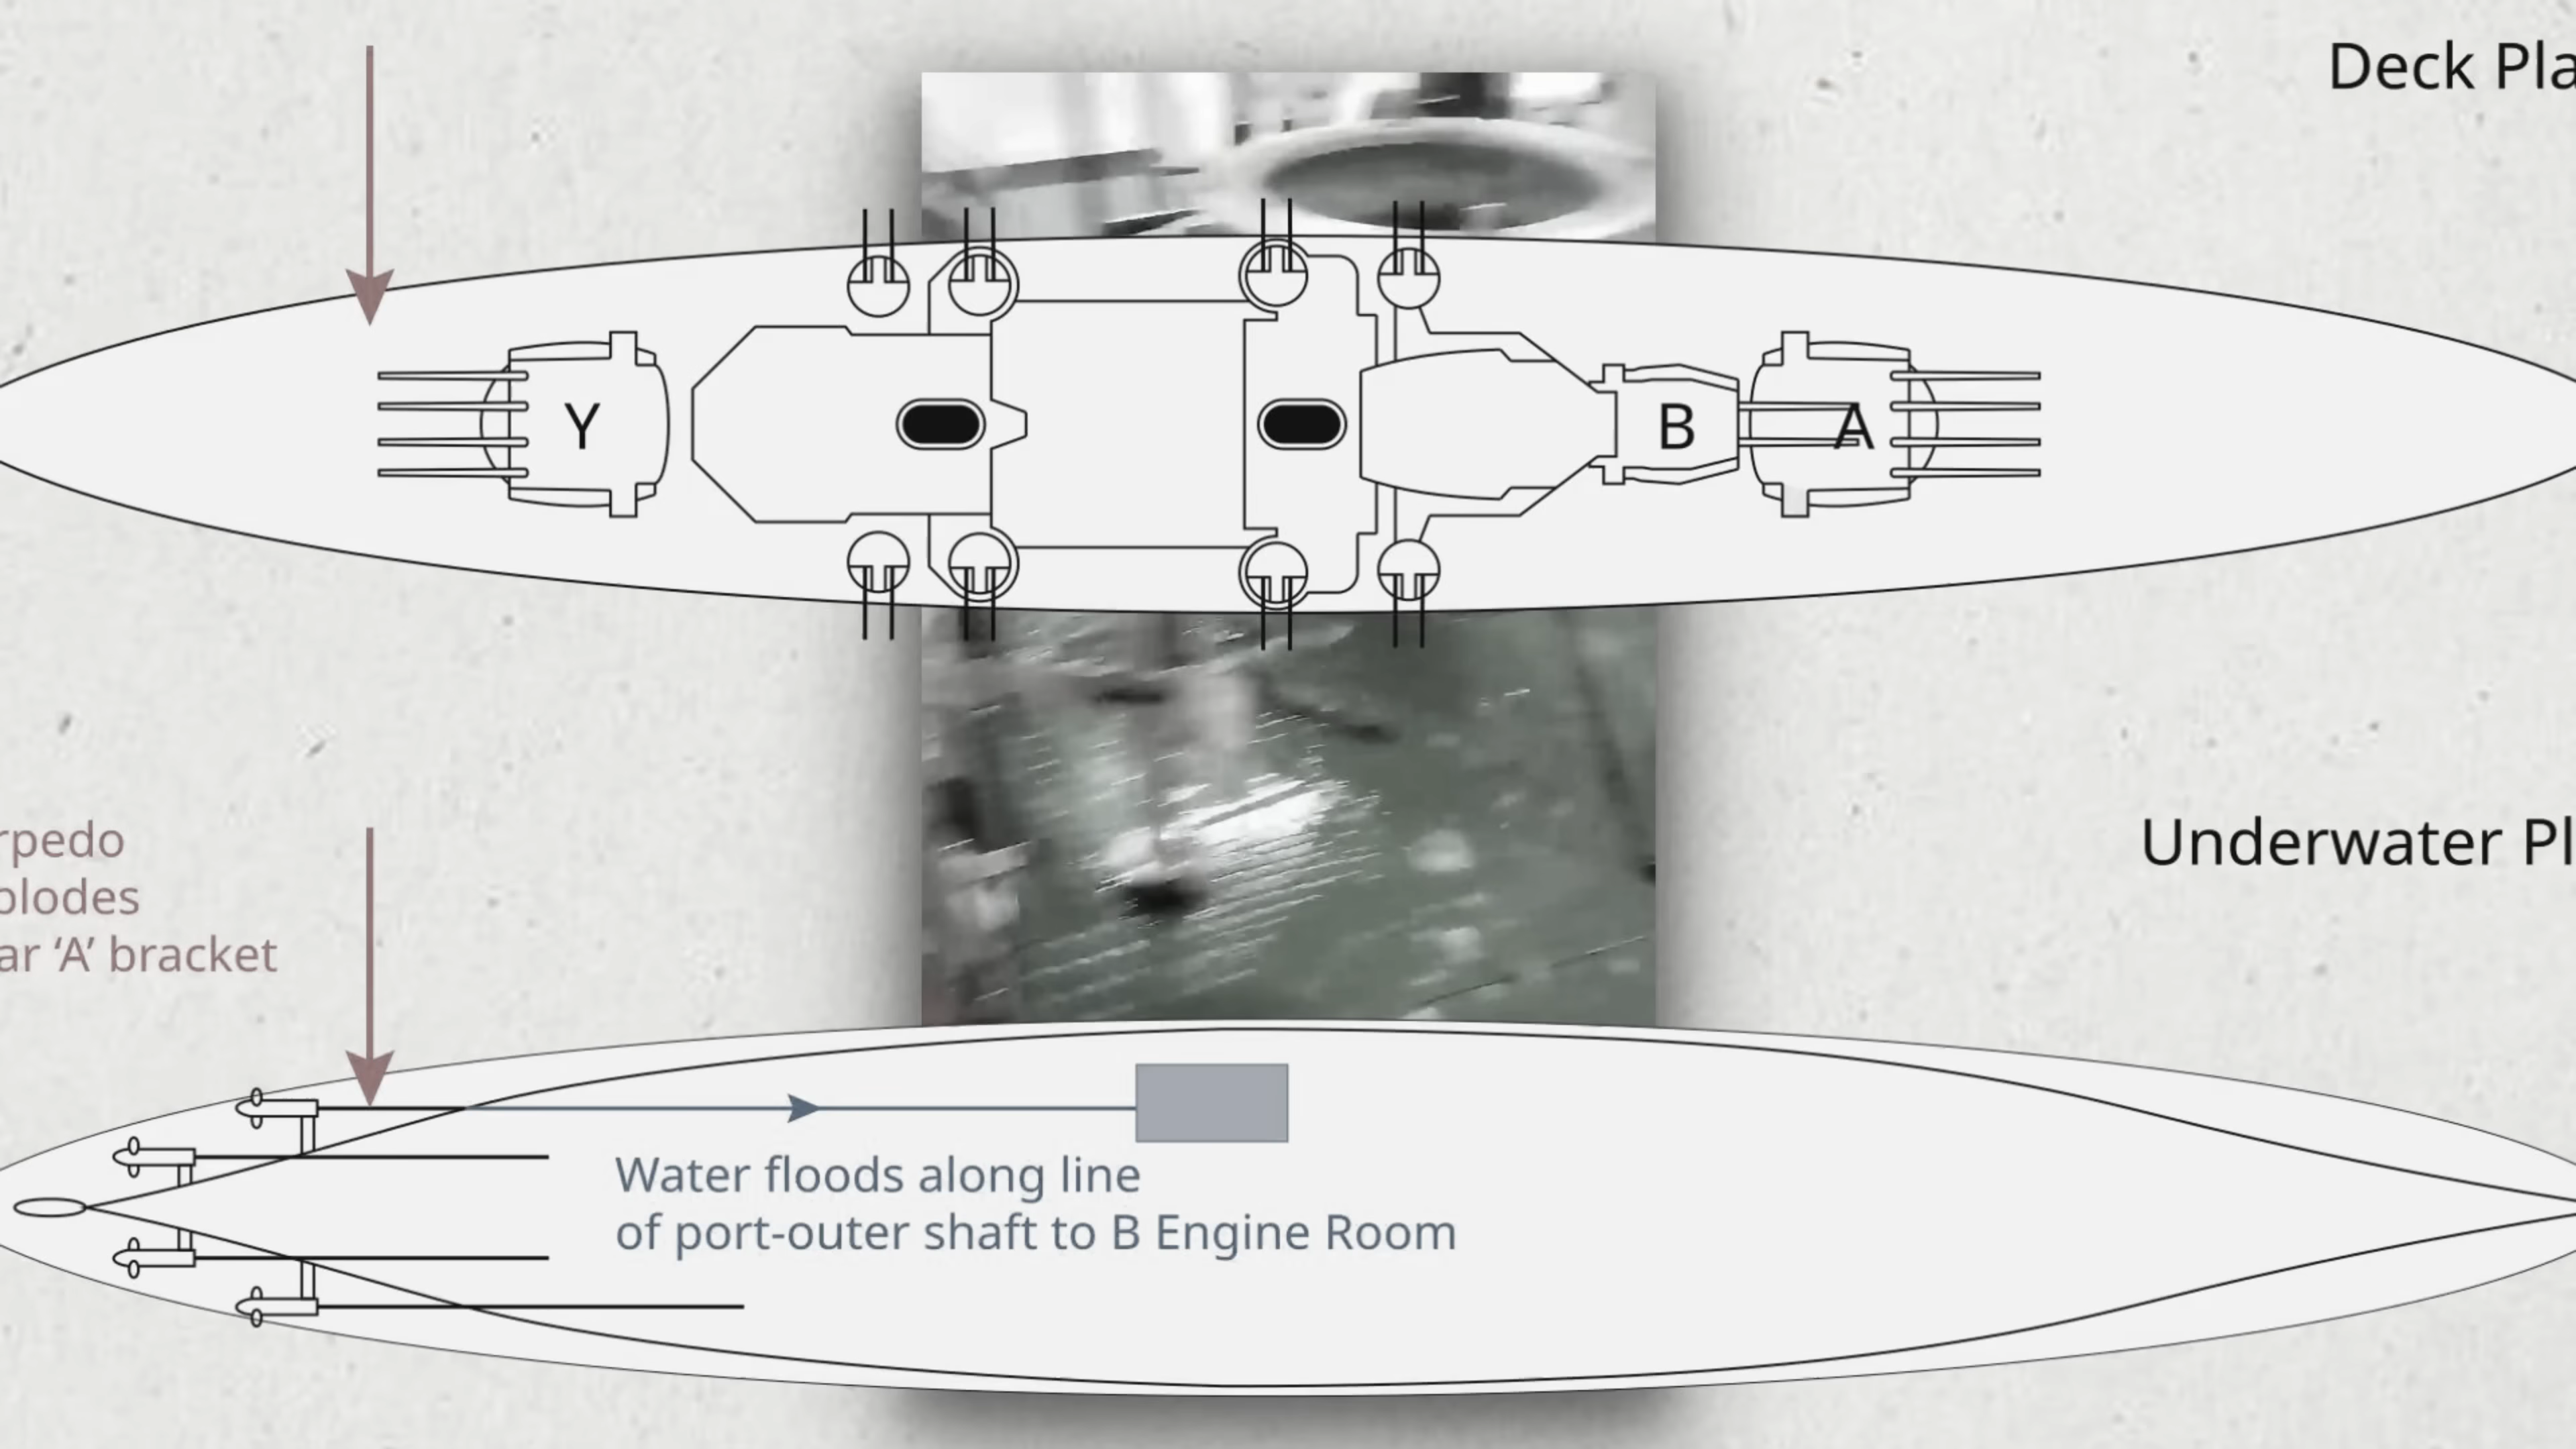 Deck Pla
Y
B
A
rpedo
plodes
ar ‘A’ bracket
Underwater Pl
Water floods along line
of port-outer shaft to B Engine Room